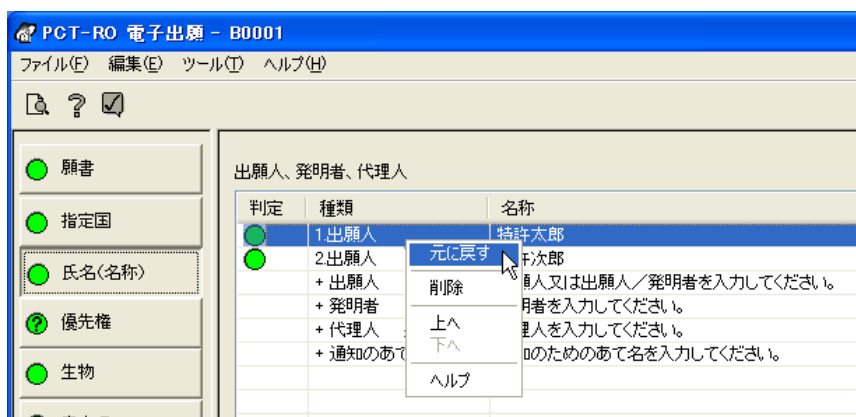 PCT-RO 電子出願 - B0001
ファイル(F) 編集(E) ツール(T) ヘルプ(H)
願書
指定国
氏名(名称)
優先権
生物
出願人、発明者、代理人
判定 種類 名称
1.出願人 特許太郎
2.出願人 次郎
+ 出願人 人又は出願人／発明者を入力してください。
+ 発明者 明者を入力してください。
+ 代理人 人を入力してください。
+ 通知のあて のためのあて名を入力してください。
元に戻す
削除
上へ
下へ
ヘルプ